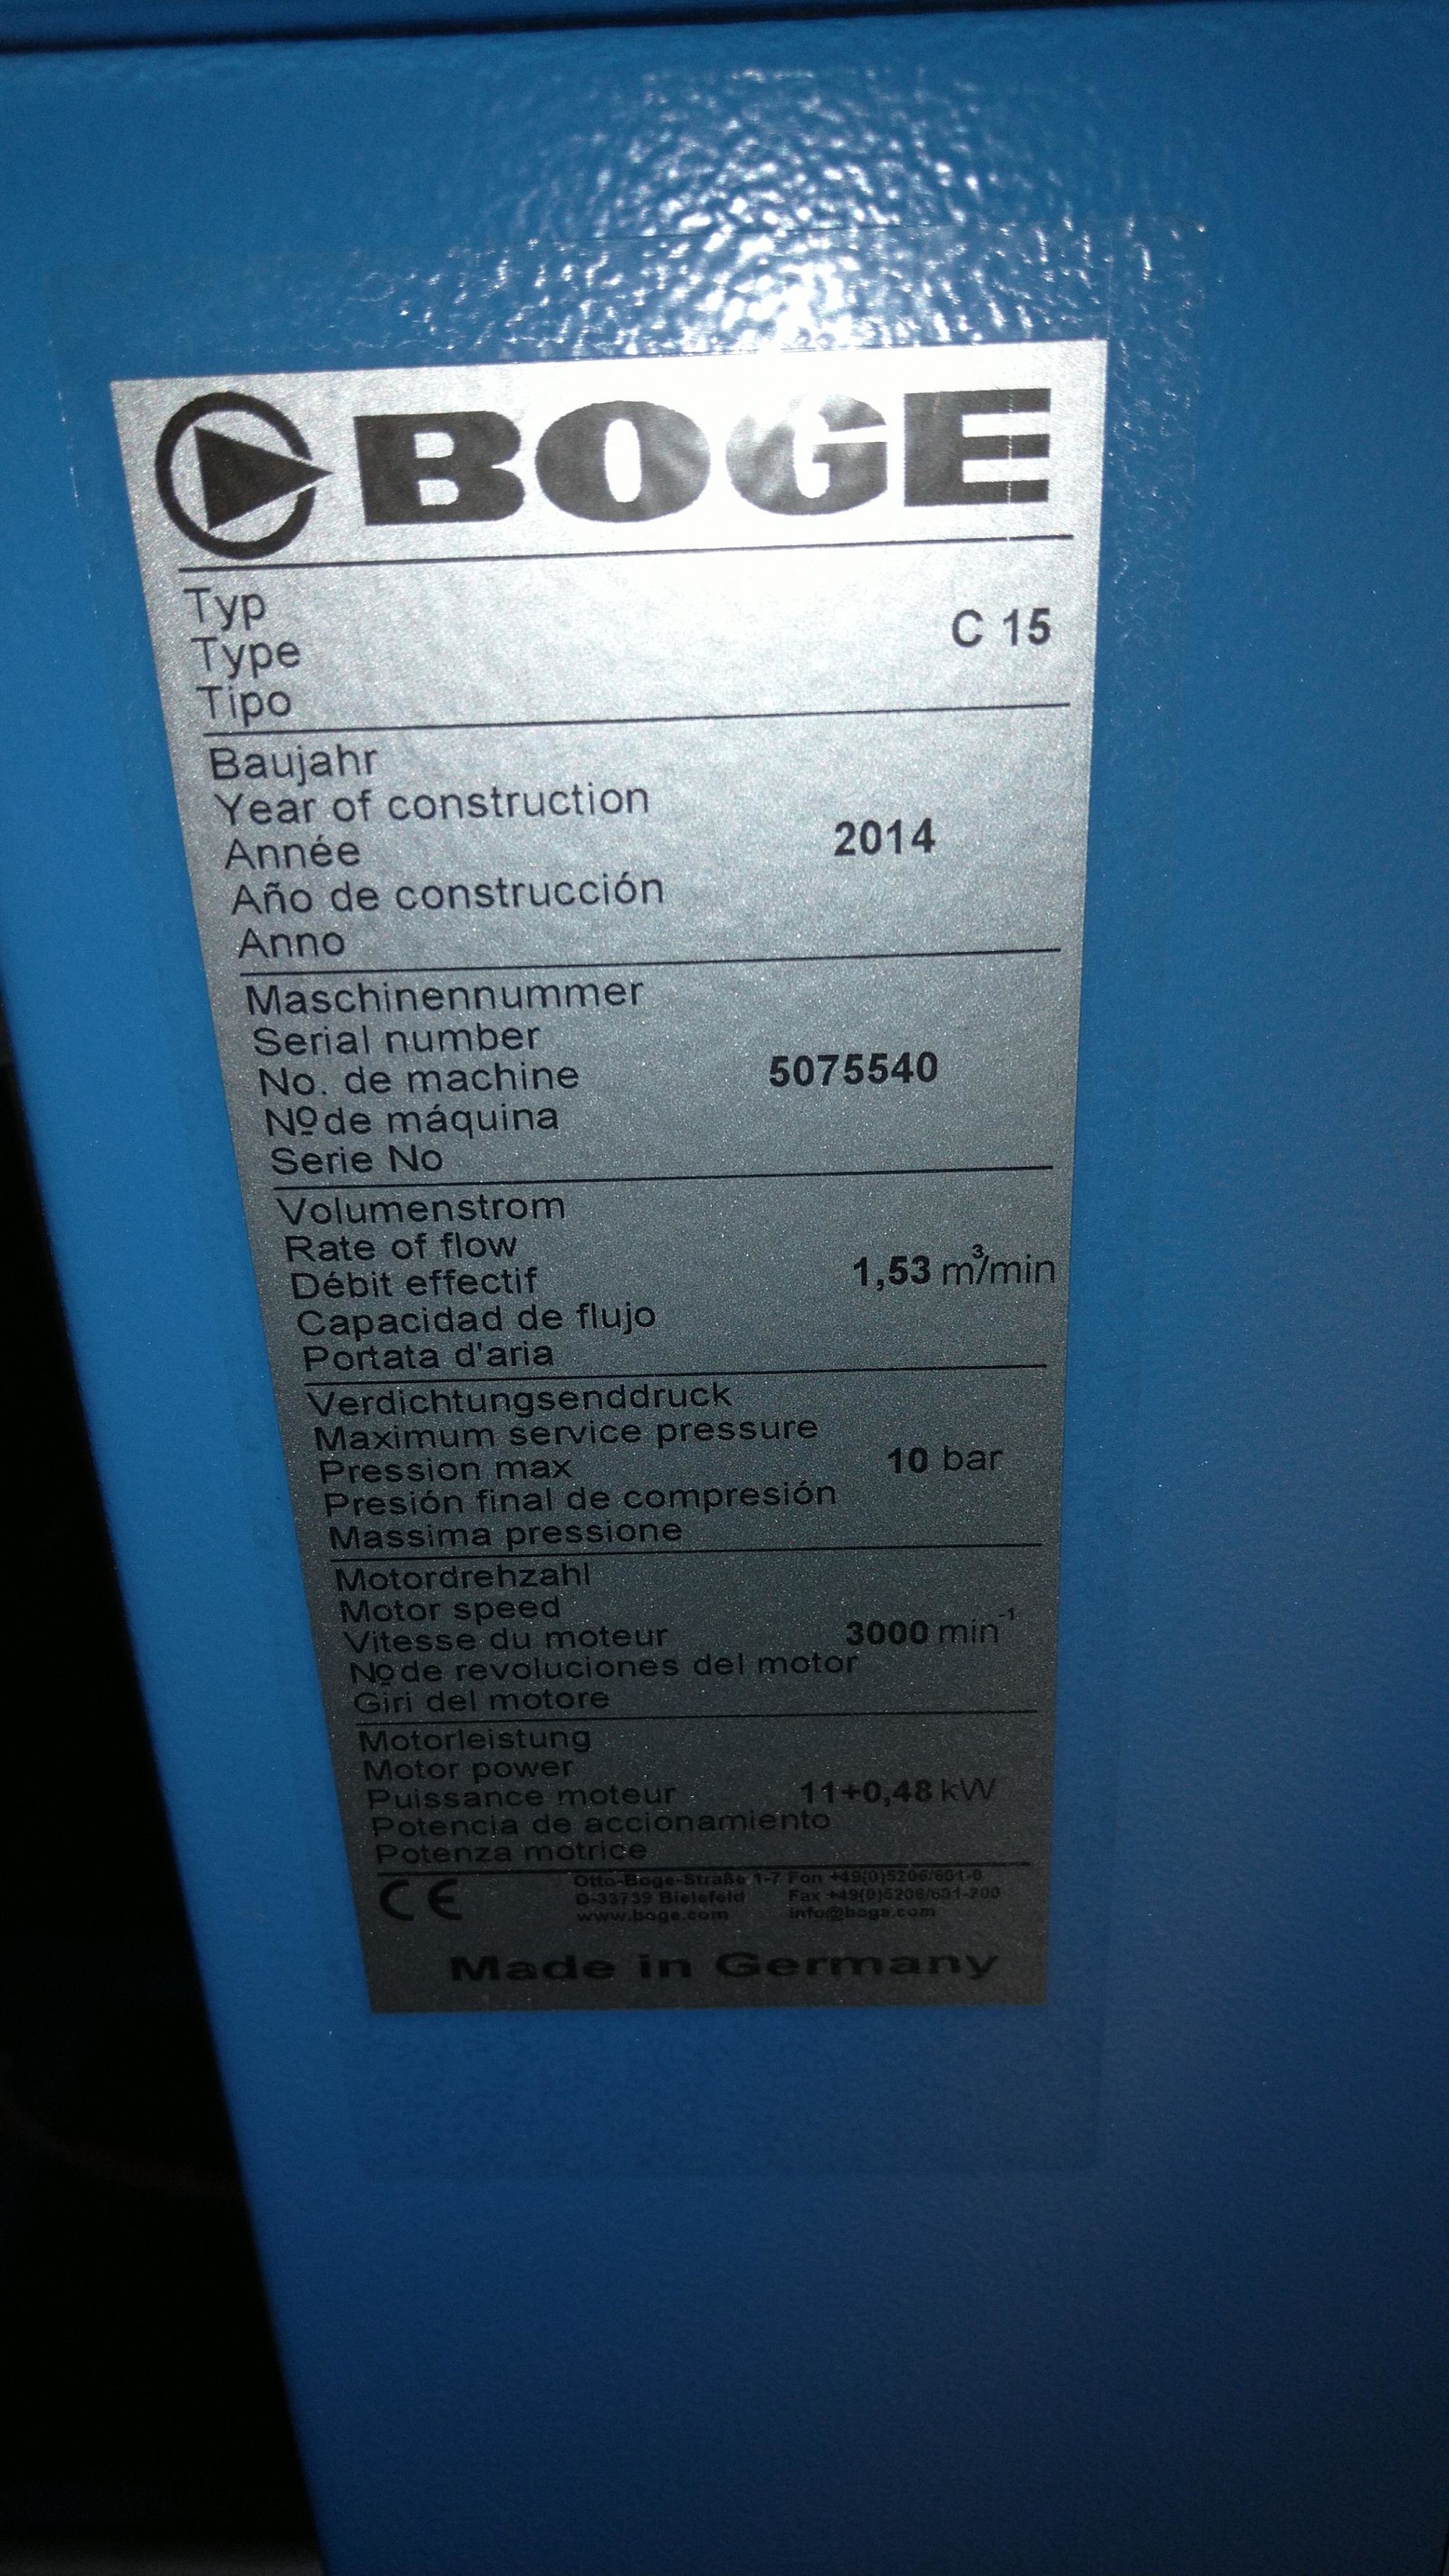 BOGE
Typ
Type
Tipo
C 15
Baujahr
Year of construction
Année
Año de construcción
Anno
2014
Maschinennummer
Serial number
No. de machine
Nº de máquina
Serie No
5075540
Volumenstrom
Rate of flow
Débit effectif
Capacidad de flujo
Portata d'aria
1,53 m³/min
Verdichtungsenddruck
Maximum service pressure
Pression max
Presión final de compresión
Massima pressione
10 bar
Motordrehzahl
Motor speed
Vitesse du moteur
Nº de revoluciones del motor
Giri del motore
3000 min⁻¹
Motorleistung
Motor power
Puissance moteur
Potencia de accionamiento
Potenza motrice
11+0,48 kW
CE
Otto-Boge-Straße 1-7 Fon +49(0)5206/601-0
D-33739 Bielefeld Fax +49(0)5206/601-200
www.boge.com info@boge.com
Made in Germany